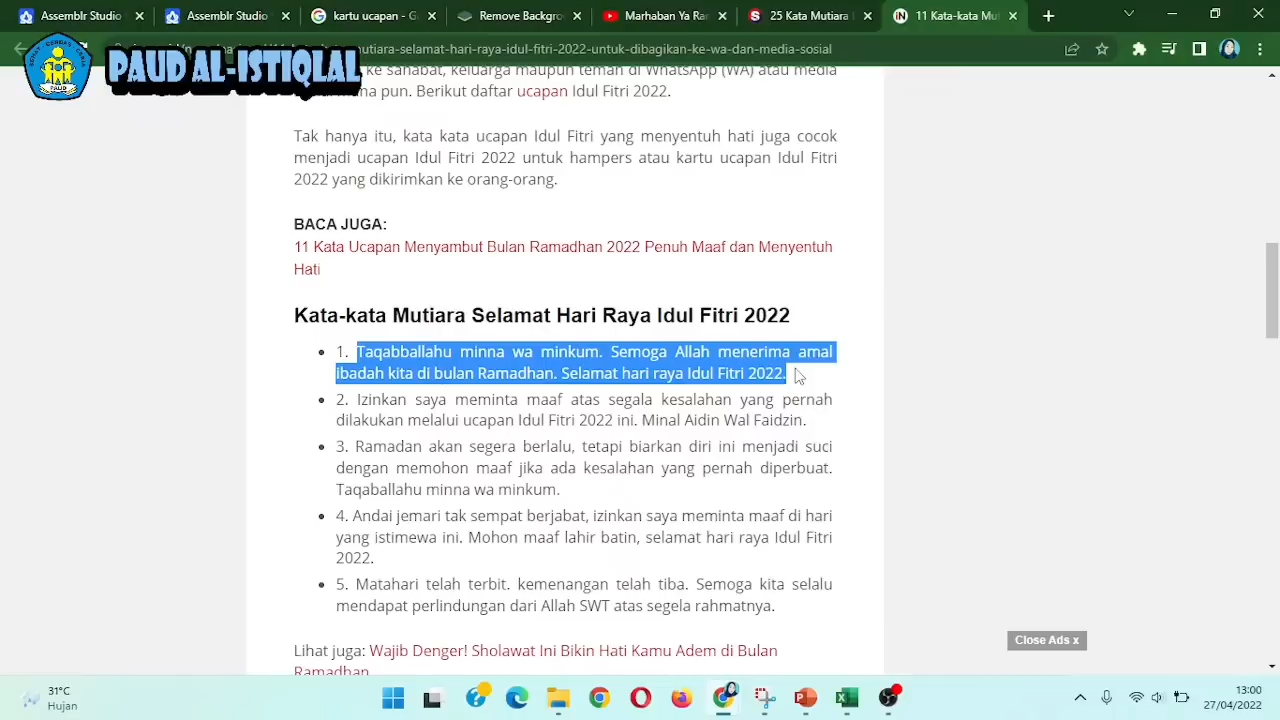 Assemblr Studio
Assemblr Studio
kartu ucapan - G
Remove Backgro
Marhaban Ya Ra
25 Kata Mutiara
11 Kata-kata Mu
mutiara-selamat-hari-raya-idul-fitri-2022-untuk-dibagikan-ke-wa-dan-media-sosial
PAUD
PAUD AL-ISTIQLAL
ke sahabat, keluarga maupun teman di WhatsApp (WA) atau media
mana pun. Berikut daftar ucapan Idul Fitri 2022.
Tak hanya itu, kata kata ucapan Idul Fitri yang menyentuh hati juga cocok
menjadi ucapan Idul Fitri 2022 untuk hampers atau kartu ucapan Idul Fitri
2022 yang dikirimkan ke orang-orang.
BACA JUGA:
11 Kata Ucapan Menyambut Bulan Ramadhan 2022 Penuh Maaf dan Menyentuh
Hati
Kata-kata Mutiara Selamat Hari Raya Idul Fitri 2022
1. Taqabballahu minna wa minkum. Semoga Allah menerima amal
ibadah kita di bulan Ramadhan. Selamat hari raya Idul Fitri 2022.
2. Izinkan saya meminta maaf atas segala kesalahan yang pernah
dilakukan melalui ucapan Idul Fitri 2022 ini. Minal Aidin Wal Faidzin.
3. Ramadan akan segera berlalu, tetapi biarkan diri ini menjadi suci
dengan memohon maaf jika ada kesalahan yang pernah diperbuat.
Taqaballahu minna wa minkum.
4. Andai jemari tak sempat berjabat, izinkan saya meminta maaf di hari
yang istimewa ini. Mohon maaf lahir batin, selamat hari raya Idul Fitri
2022.
5. Matahari telah terbit. kemenangan telah tiba. Semoga kita selalu
mendapat perlindungan dari Allah SWT atas segela rahmatnya.
Close Ads x
Lihat juga: Wajib Denger! Sholawat Ini Bikin Hati Kamu Adem di Bulan
Ramadhan
31°C
Hujan
13:00
27/04/2022